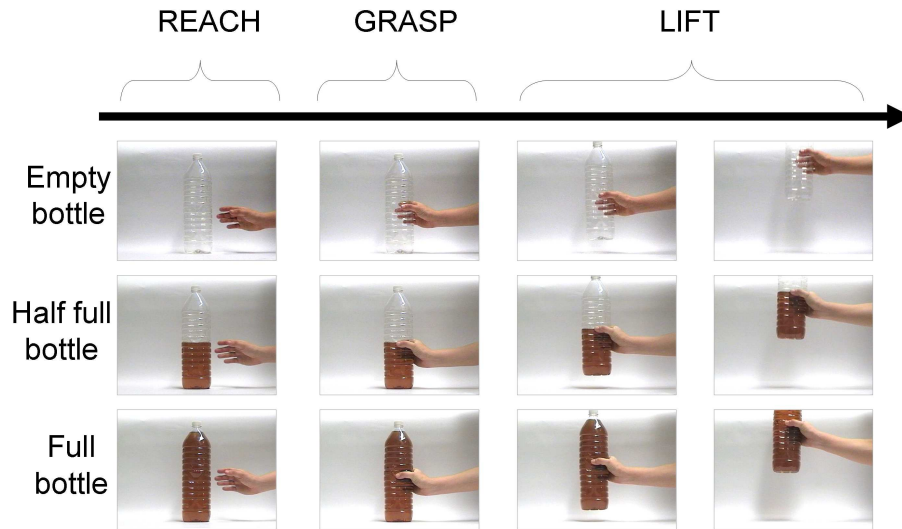 REACH
GRASP
LIFT
Empty
bottle
Half full
bottle
Full
bottle